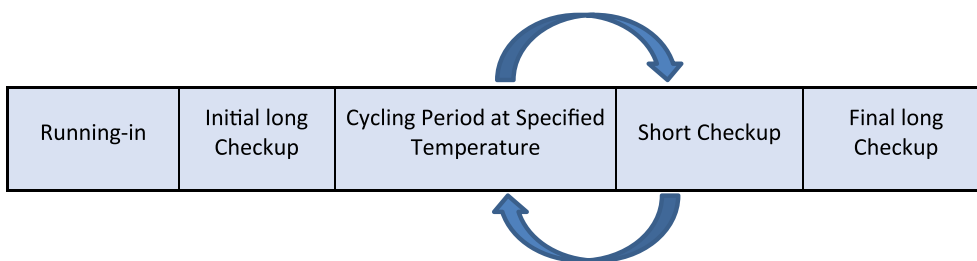 Running-in
Initial long
Checkup
Cycling Period at Specified
Temperature
Short Checkup
Final long
Checkup